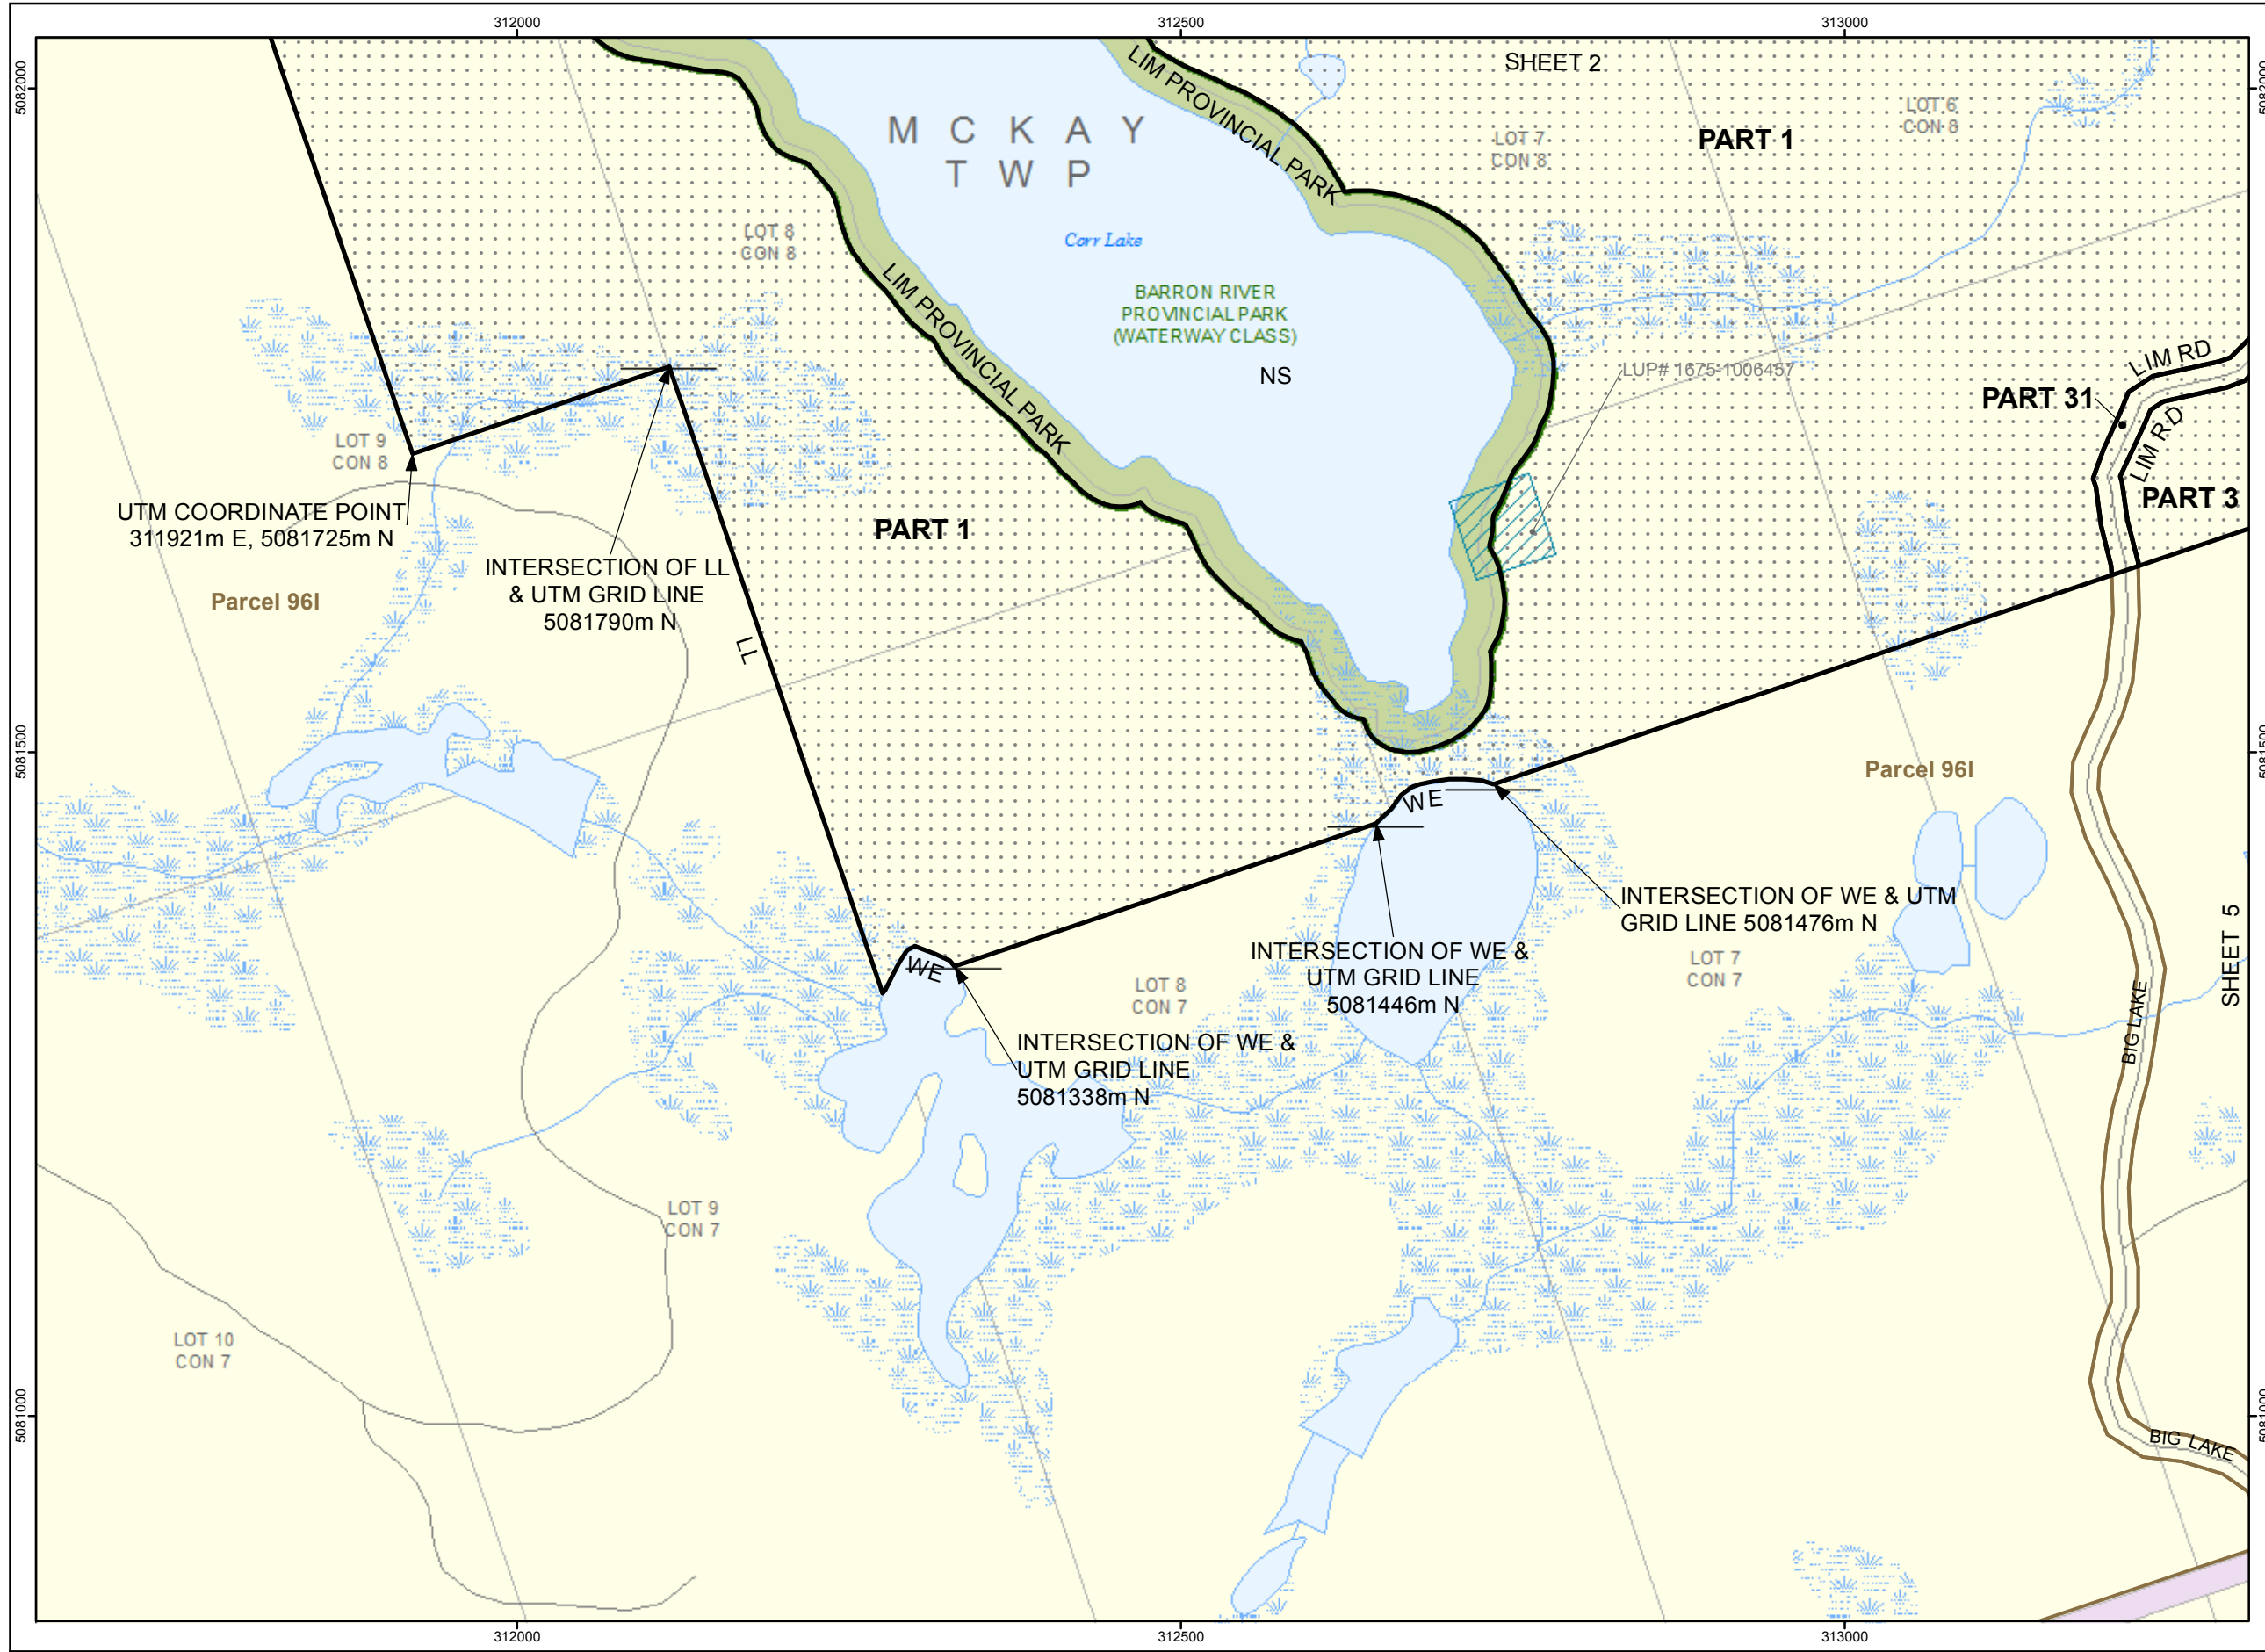 312000
312500
313000
5082000
5082000
SHEET 2
LIM PROVINCIAL PARK
MCKAY
TWP
LOT 6
CON 8
PART 1
LOT 7
CON 8
LOT 8
CON 8
Corr Lake
LIM PROVINCIAL PARK
BARRON RIVER
PROVINCIAL PARK
(WATERWAY CLASS)
NS
LUP# 1675-1006457
LIM RD
PART 31
LIM RD
PART 3
LOT 9
CON 8
UTM COORDINATE POINT
311921m E, 5081725m N
PART 1
INTERSECTION OF LL
& UTM GRID LINE
5081790m N
Parcel 96I
LL
5081500
5081500
Parcel 96I
WE
INTERSECTION OF WE & UTM
GRID LINE 5081476m N
INTERSECTION OF WE &
UTM GRID LINE
5081446m N
WE
LOT 8
CON 7
LOT 7
CON 7
SHEET 5
BIG LAKE
INTERSECTION OF WE &
UTM GRID LINE
5081338m N
LOT 9
CON 7
LOT 10
CON 7
5081000
5081000
BIG LAKE
312000
312500
313000